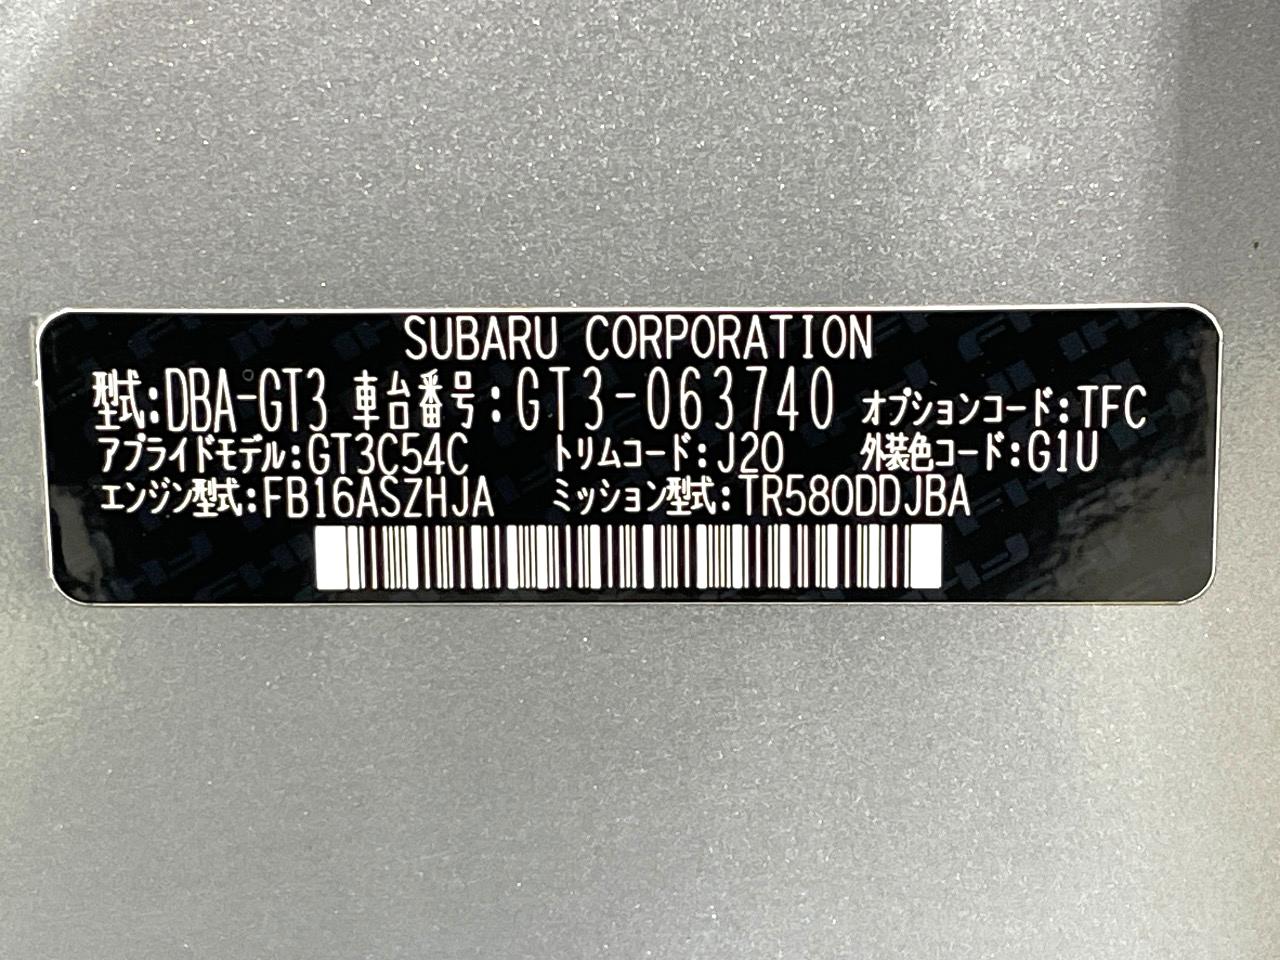 SUBARU CORPORATION
型式:DBA-GT3 車台番号:GT3-063740 オプションコード:TFC
アプライドモデル:GT3C54C トリムコード:J20 外装色コード:G1U
エンジン型式:FB16ASZHJA ミッション型式:TR580DDJBA